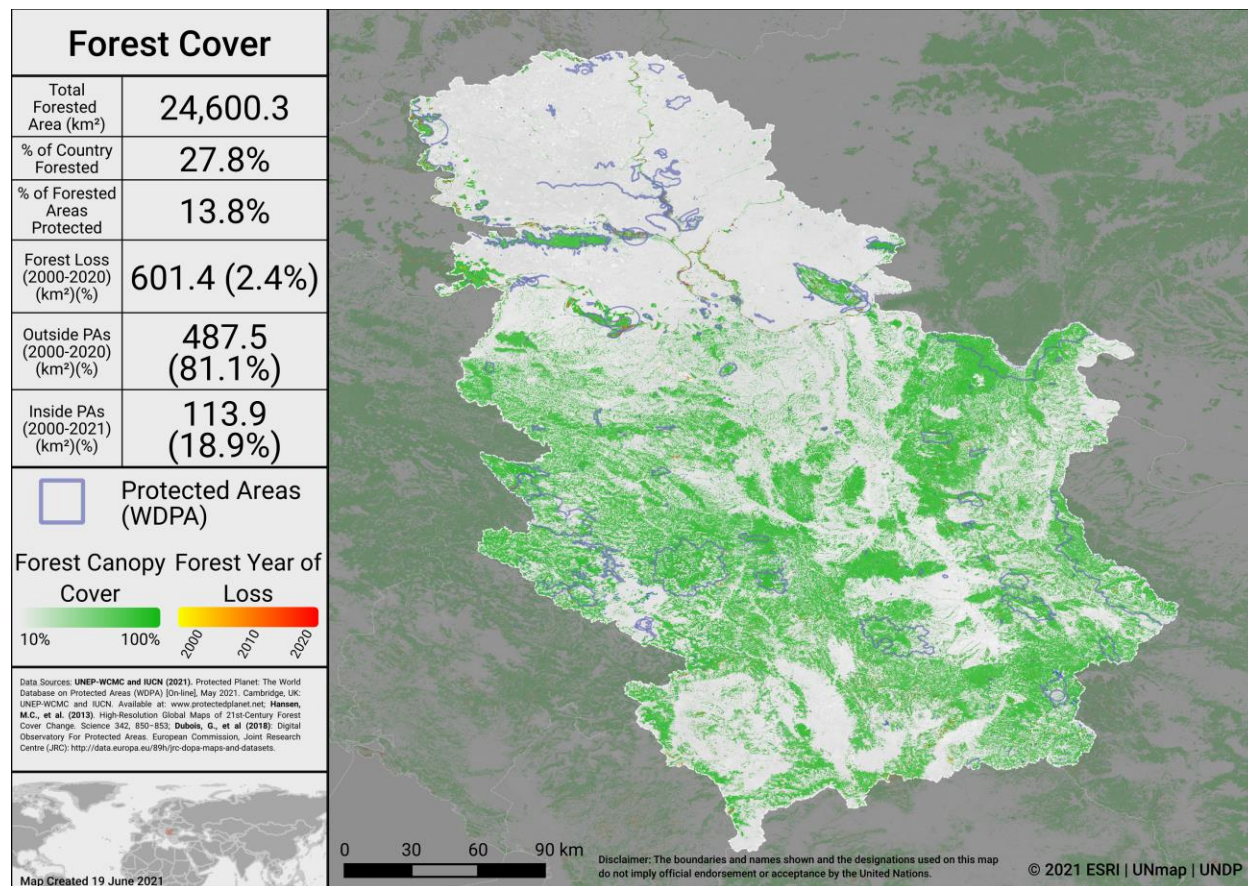 Forest Cover
Total
Forested
Area (km²)
24,600.3
% of Country
Forested
27.8%
% of Forested
Areas
Protected
13.8%
Forest Loss
(2000-2020)
(km²)(%)
601.4 (2.4%)
Outside PAs
(2000-2020)
(km²)(%)
487.5
(81.1%)
Inside PAs
(2000-2021)
(km²)(%)
113.9
(18.9%)
Protected Areas
(WDPA)
Forest Canopy
Cover
10%
100%
Forest Year of
Loss
2000
2010
2020
Data Sources: UNEP-WCMC and IUCN (2021). Protected Planet: The World
Database on Protected Areas (WDPA) [On-line], May 2021. Cambridge, UK:
UNEP-WCMC and IUCN. Available at: www.protectedplanet.net; Hansen,
M.C., et al. (2013). High-Resolution Global Maps of 21st-Century Forest
Cover Change. Science 342, 850–853; Dubois, G., et al (2018): Digital
Observatory For Protected Areas. European Commission, Joint Research
Centre (JRC): http://data.europa.eu/89h/jrc-dopa-maps-and-datasets.
Map Created 19 June 2021
0 30 60 90 km
Disclaimer: The boundaries and names shown and the designations used on this map
do not imply official endorsement or acceptance by the United Nations.
© 2021 ESRI | UNmap | UNDP